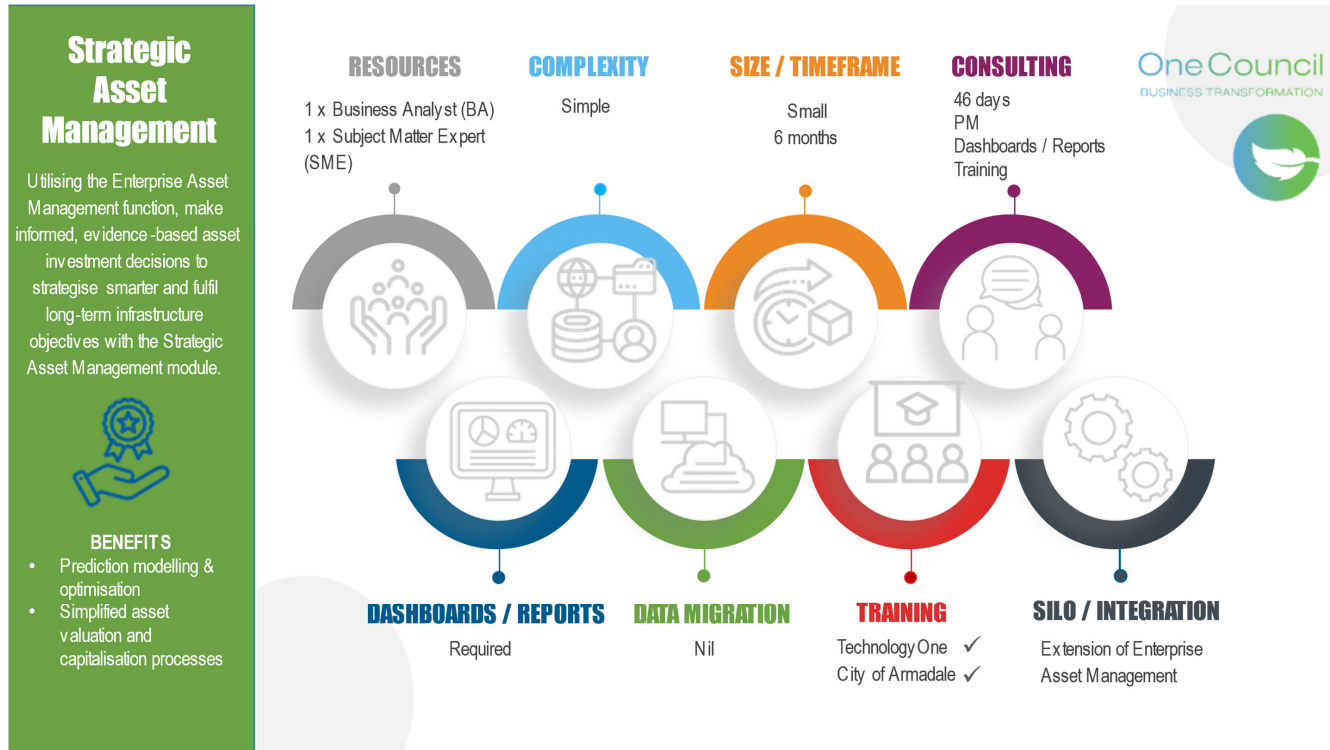 Strategic
Asset
Management
Utilising the Enterprise Asset
Management function, make
informed, evidence-based asset
investment decisions to
strategise smarter and fulfil
long-term infrastructure
objectives with the Strategic
Asset Management module.
BENEFITS
• Prediction modelling &
optimisation
• Simplified asset
valuation and
capitalisation processes
RESOURCES
1 x Business Analyst (BA)
1 x Subject Matter Expert
(SME)
COMPLEXITY
Simple
SIZE / TIMEFRAME
Small
6 months
CONSULTING
46 days
PM
Dashboards / Reports
Training
OneCouncil
BUSINESS TRANSFORMATION
DASHBOARDS / REPORTS
Required
DATA MIGRATION
Nil
TRAINING
Technology One ✓
City of Armadale ✓
SILO / INTEGRATION
Extension of Enterprise
Asset Management